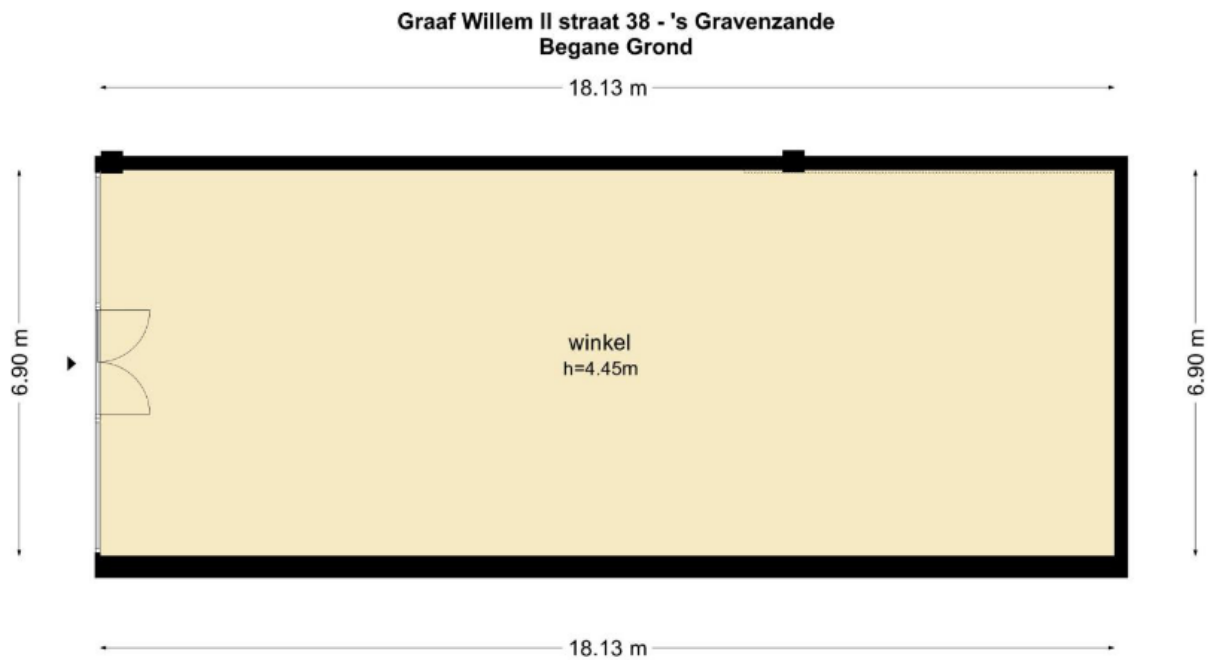 Graaf Willem II straat 38 - 's Gravenzande
Begane Grond
18.13 m
6.90 m
winkel
h=4.45m
6.90 m
18.13 m